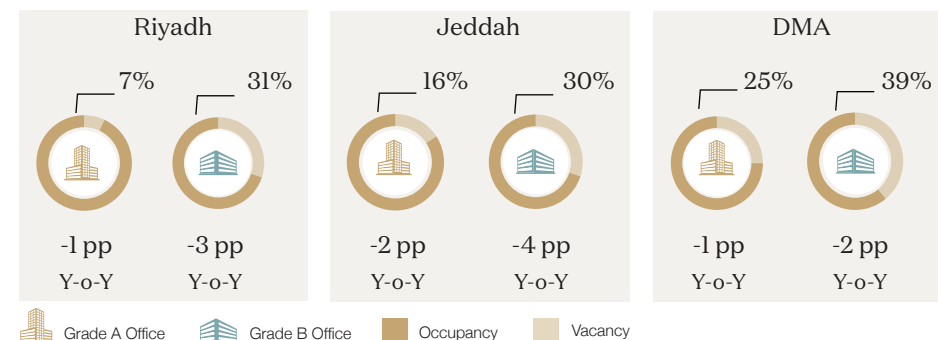 Riyadh
7%
31%
-1 pp
-3 pp
Y-o-Y
Y-o-Y
Jeddah
16%
30%
-2 pp
-4 pp
Y-o-Y
Y-o-Y
DMA
25%
39%
-1 pp
-2 pp
Y-o-Y
Y-o-Y
Grade A Office
Grade B Office
Occupancy
Vacancy